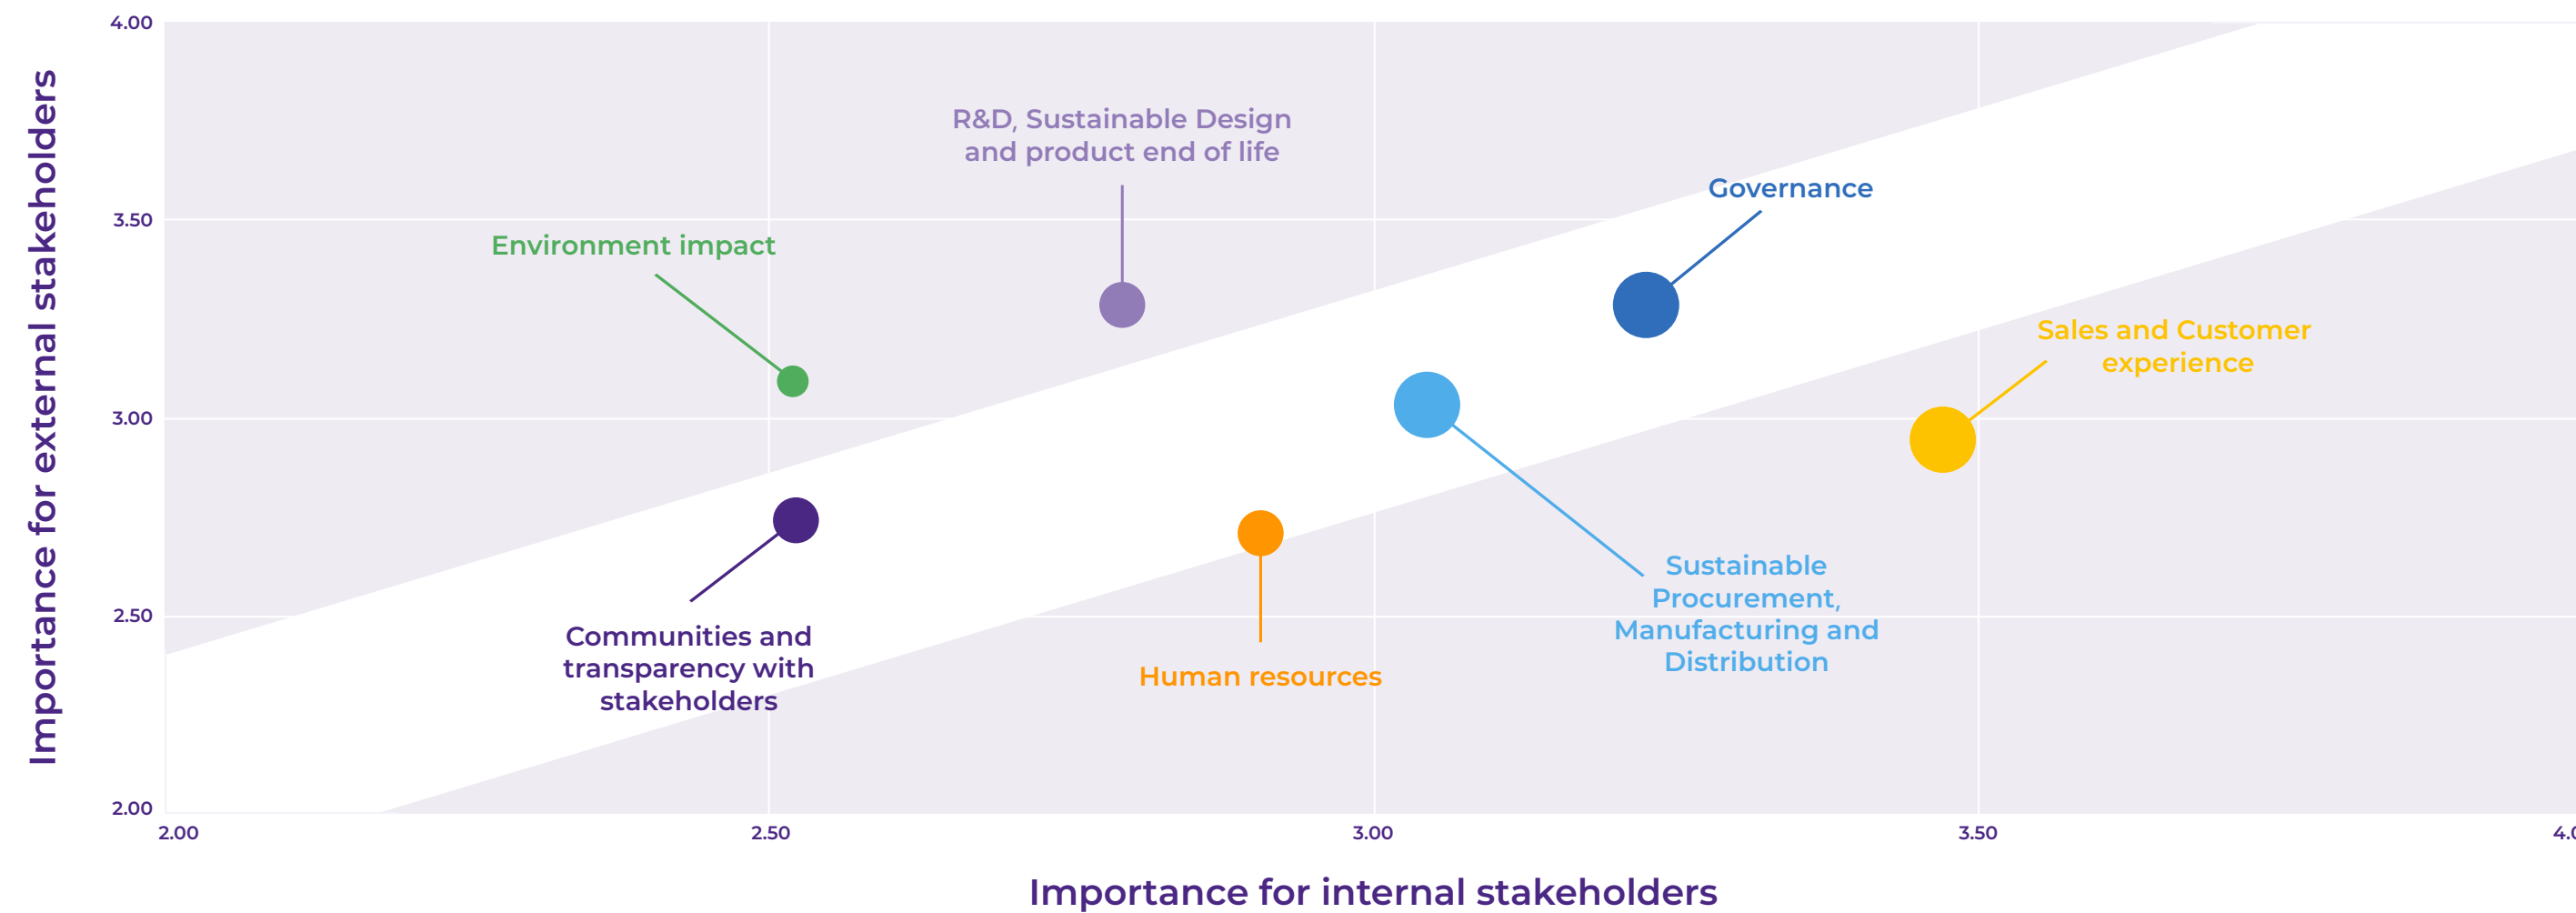 Importance for external stakeholders
4.00
3.50
3.00
2.50
2.00
R&D, Sustainable Design
and product end of life
Environment impact
Governance
Sales and Customer
experience
Communities and
transparency with
stakeholders
Human resources
Sustainable
Procurement,
Manufacturing and
Distribution
2.00
2.50
3.00
3.50
Importance for internal stakeholders